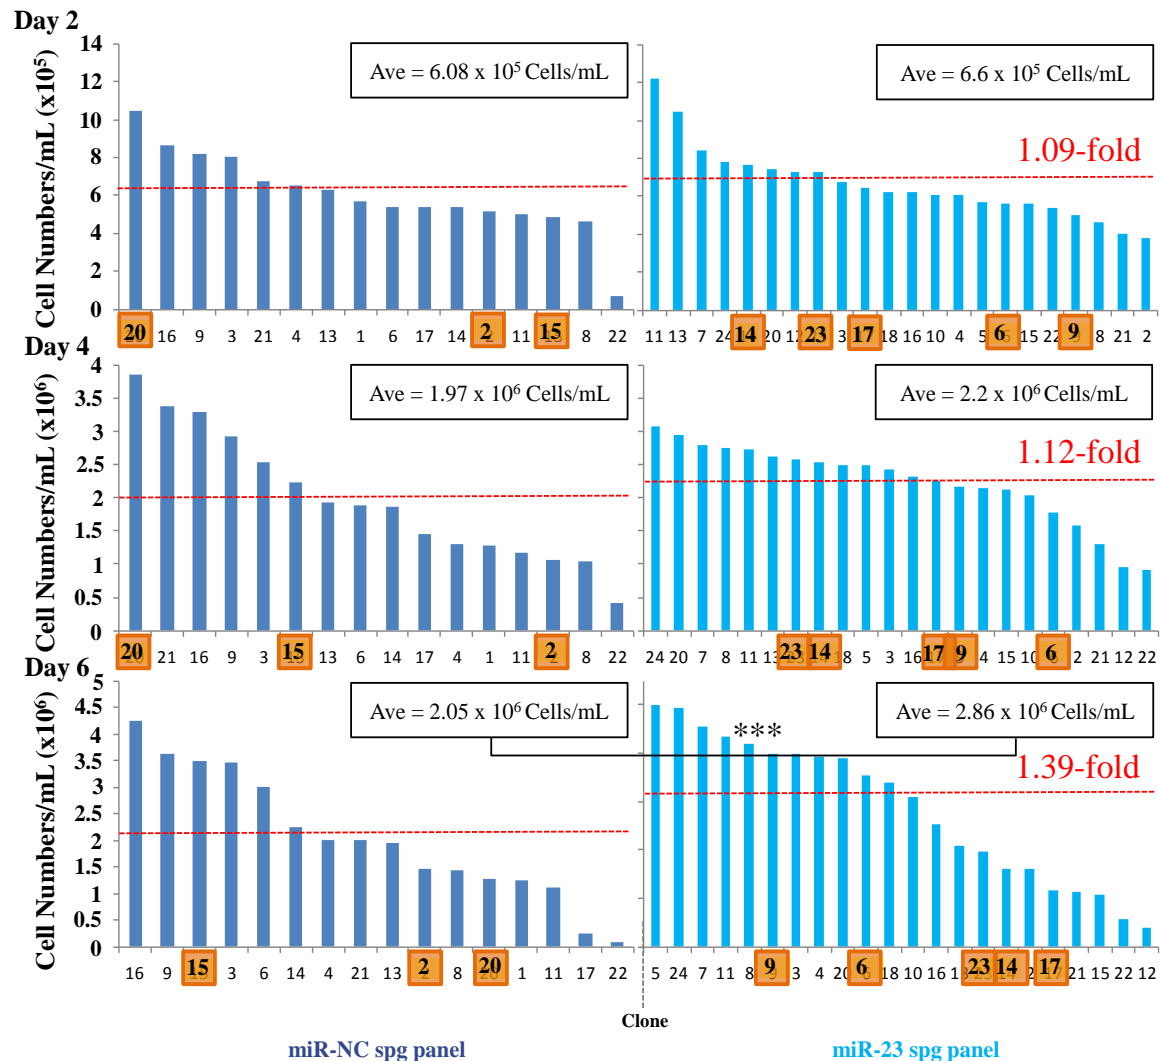 Day 2
Cell Numbers/mL (x10⁵)
14
12
10
8
6
4
2
0
Ave = 6.08 x 10⁵ Cells/mL
Ave = 6.6 x 10⁵ Cells/mL
1.09-fold
20 16 9 3 21 4 13 1 6 17 14 2 11 15 8 22
11 13 7 24 14 20 12 23 3 17 18 16 10 4 5 6 15 22 9 8 21 2
Day 4
Cell Numbers/mL (x10⁶)
4
3.5
3
2.5
2
1.5
1
0.5
0
Ave = 1.97 x 10⁶ Cells/mL
Ave = 2.2 x 10⁶ Cells/mL
1.12-fold
20 21 16 9 3 15 13 6 14 17 4 1 11 2 8 22
24 20 7 8 11 13 23 14 18 5 3 16 17 9 4 15 10 6 2 21 12 22
Day 6
Cell Numbers/mL (x10⁶)
5
4.5
4
3.5
3
2.5
2
1.5
1
0.5
0
Ave = 2.05 x 10⁶ Cells/mL
***
Ave = 2.86 x 10⁶ Cells/mL
1.39-fold
16 9 15 3 6 14 4 21 13 2 8 20 1 11 17 22
5 24 7 11 8 9 3 4 20 6 18 10 16 23 14 2 17 21 15 22 12
Clone
miR-NC spg panel
miR-23 spg panel